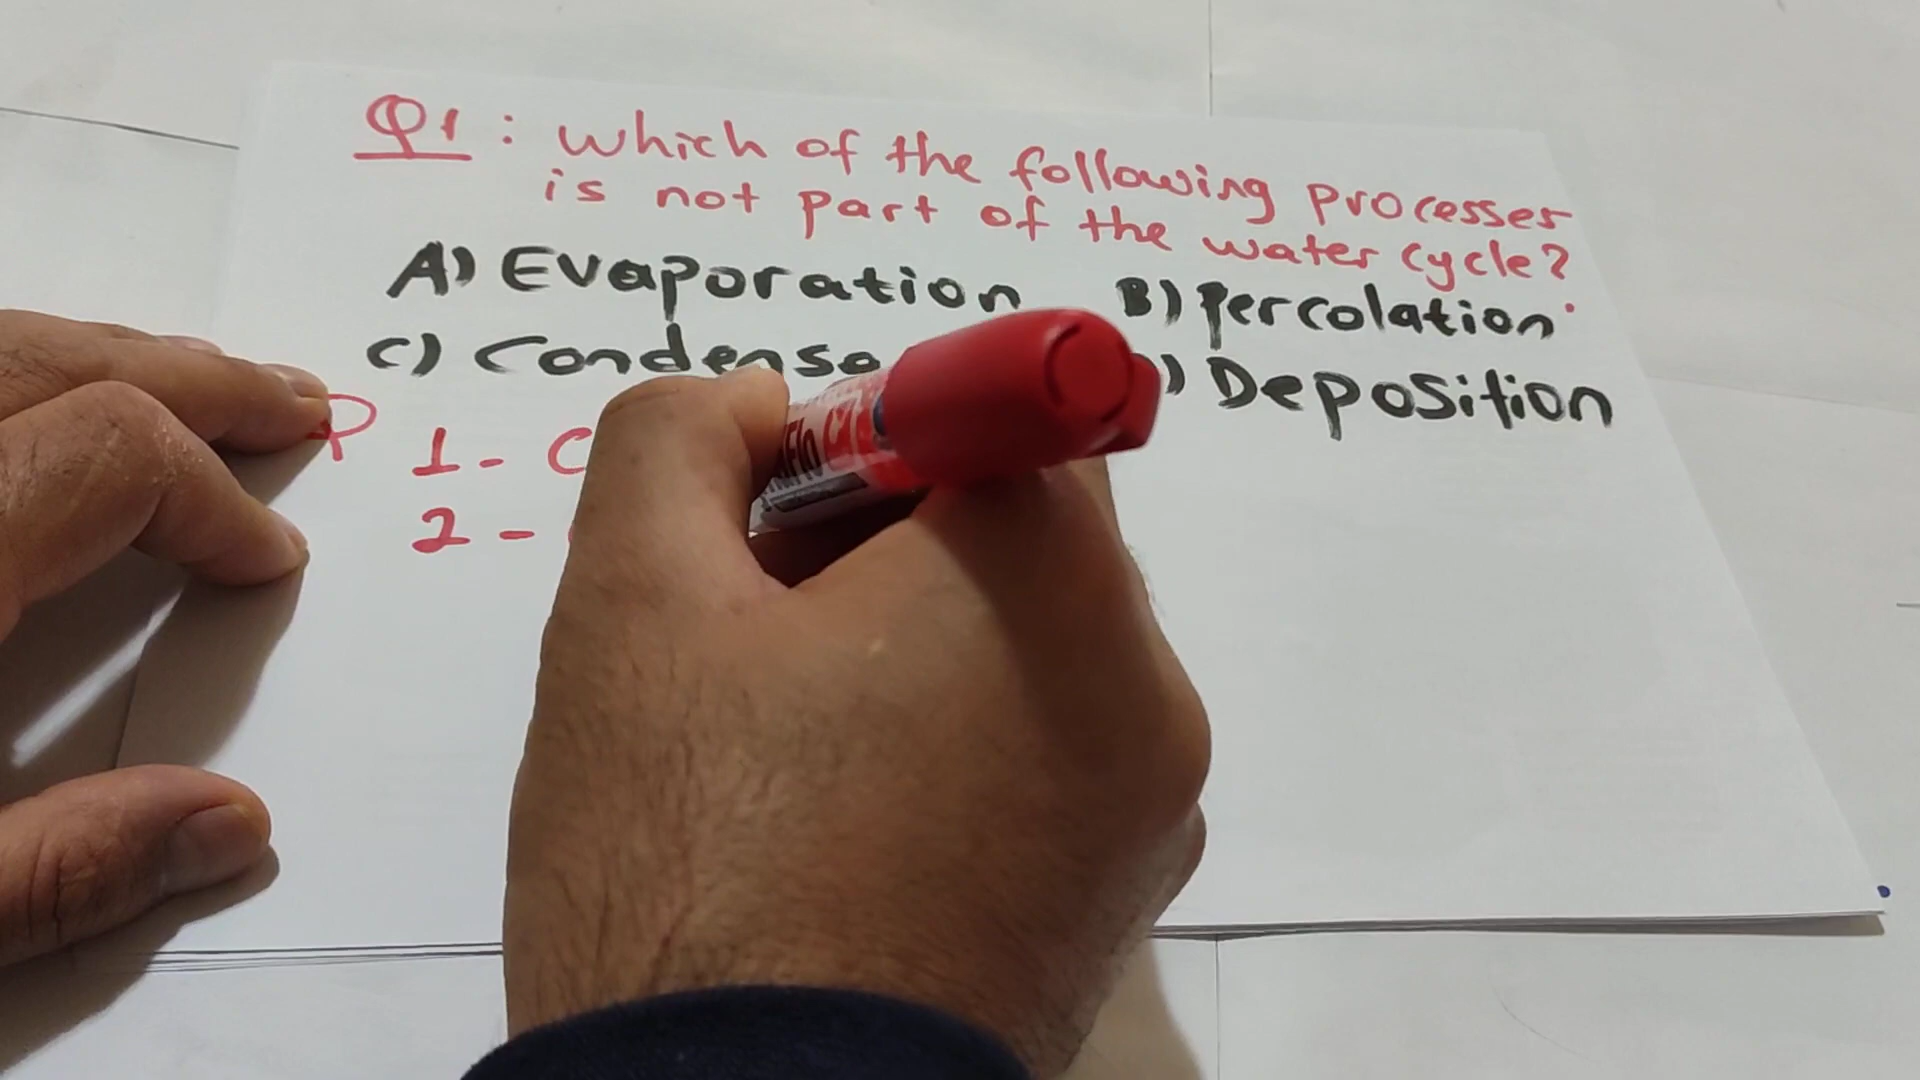 Q1: which of the following processes
is not part of the water cycle?
A) Evaporation B) Percolation
C) Condensa ) Deposition
1- C
2-
Flo